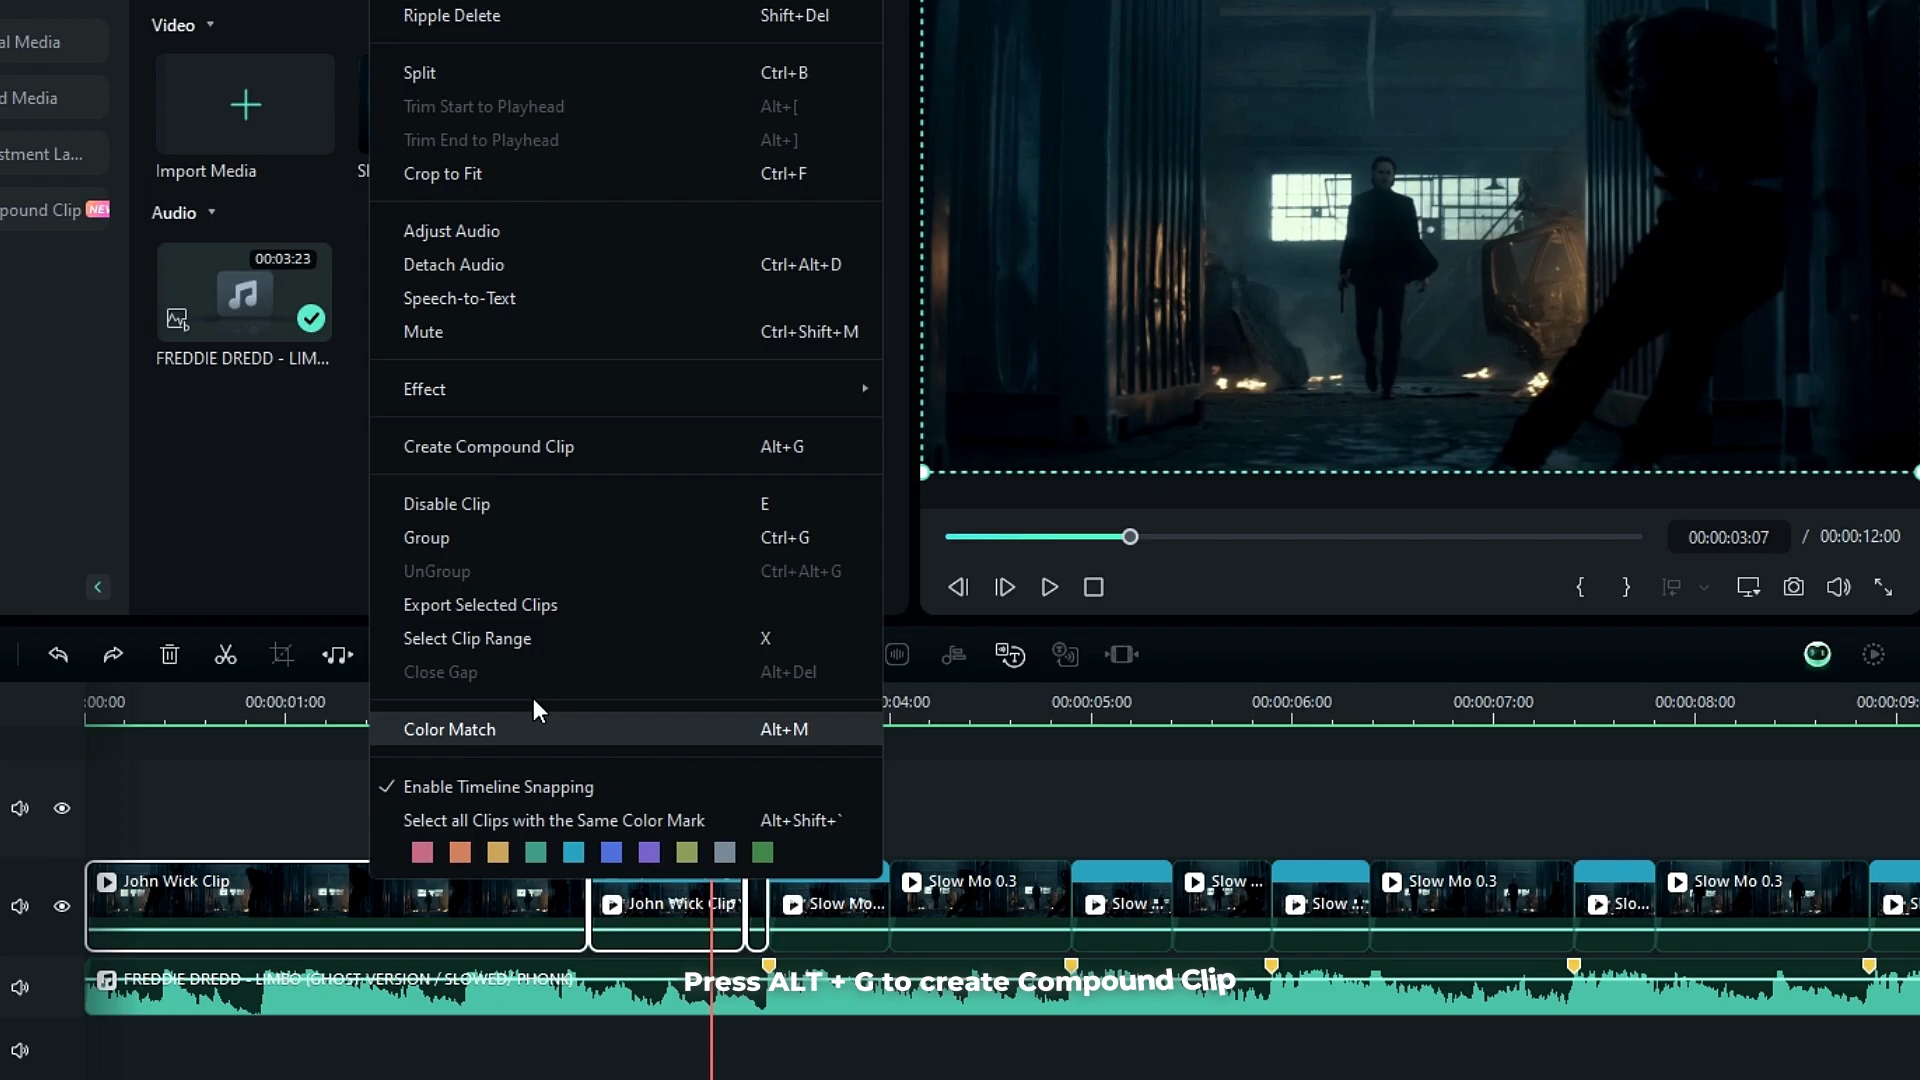 al Media
d Media
stment La...
pound Clip NEW
Video
Import Media
Sl
Audio
00:03:23
FREDDIE DREDD - LIM...
Ripple Delete Shift+Del
Split Ctrl+B
Trim Start to Playhead Alt+[
Trim End to Playhead Alt+]
Crop to Fit Ctrl+F
Adjust Audio
Detach Audio Ctrl+Alt+D
Speech-to-Text
Mute Ctrl+Shift+M
Effect
Create Compound Clip Alt+G
Disable Clip E
Group Ctrl+G
UnGroup Ctrl+Alt+G
Export Selected Clips
Select Clip Range X
Close Gap Alt+Del
Color Match Alt+M
Enable Timeline Snapping
Select all Clips with the Same Color Mark Alt+Shift+`
00:00:03:07 / 00:00:12:00
:00:00 00:00:01:00 0:04:00 00:00:05:00 00:00:06:00 00:00:07:00 00:00:08:00 00:00:09:
John Wick Clip
John Wick Clip
Slow Mo...
Slow Mo 0.3
Slow ...
Slow ...
Slow ...
Slow Mo 0.3
Slo...
Slow Mo 0.3
FREDDIE DREDD - LIMBO (GHOST VERSION / SLOWED/ PHONK)
Press ALT + G to create Compound Clip